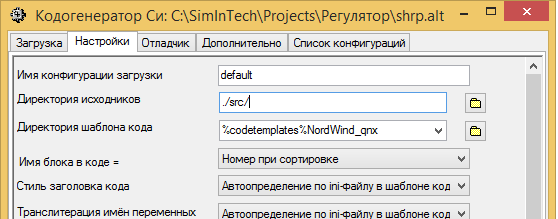 Кодогенератор Си: C:\SimInTech\Projects\Регулятор\shrp.alt
Загрузка Настройки Отладчик Дополнительно Список конфигураций
Имя конфигурации загрузки default
Директория исходников ./src/
Директория шаблона кода %codetemplates%NordWind_qnx
Имя блока в коде = Номер при сортировке
Стиль заголовка кода Автоопределение по ini-файлу в шаблоне код
Транслитерация имён переменных Автоопределение по ini-файлу в шаблоне код